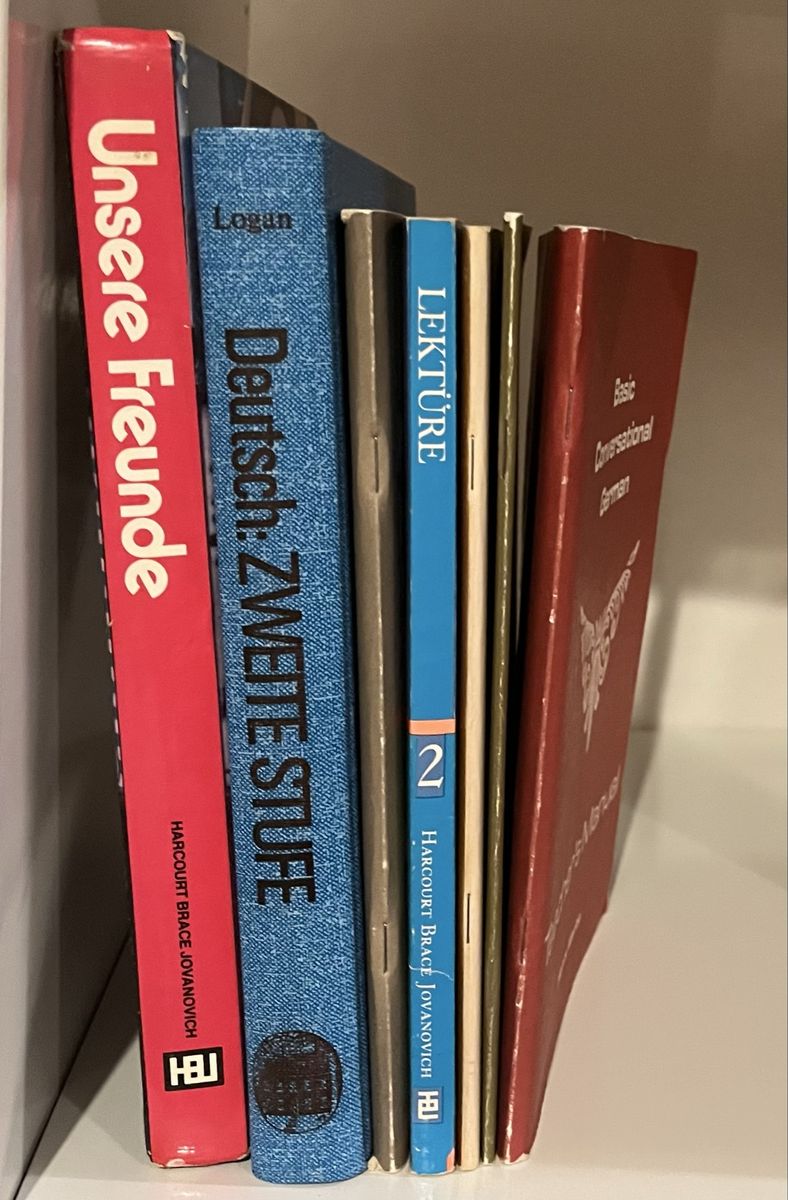 Unsere Freunde
HARCOURT BRACE JOVANOVICH
HBJ
Logan
Deutsch: ZWEITE STUFE
LEKTÜRE
2
HARCOURT BRACE JOVANOVICH
HBJ
Basic
Conversational
German